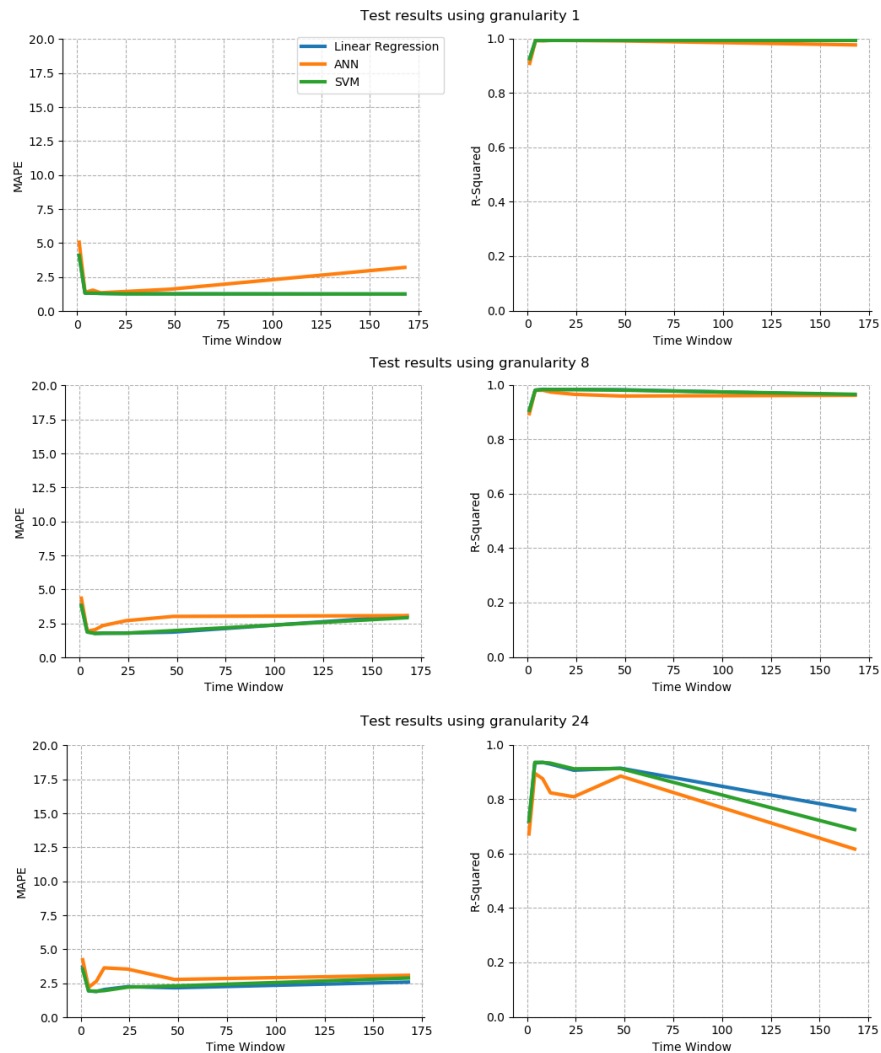 Test results using granularity 1
20.0
17.5
15.0
12.5
10.0
7.5
5.0
2.5
0.0
MAPE
Linear Regression
ANN
SVM
0 25 50 75 100 125 150 175
Time Window
1.0
0.8
0.6
0.4
0.2
0.0
R-Squared
0 25 50 75 100 125 150 175
Time Window
Test results using granularity 8
20.0
17.5
15.0
12.5
10.0
7.5
5.0
2.5
0.0
MAPE
0 25 50 75 100 125 150 175
Time Window
1.0
0.8
0.6
0.4
0.2
0.0
R-Squared
0 25 50 75 100 125 150 175
Time Window
Test results using granularity 24
20.0
17.5
15.0
12.5
10.0
7.5
5.0
2.5
0.0
MAPE
0 25 50 75 100 125 150 175
Time Window
1.0
0.8
0.6
0.4
0.2
0.0
R-Squared
0 25 50 75 100 125 150 175
Time Window